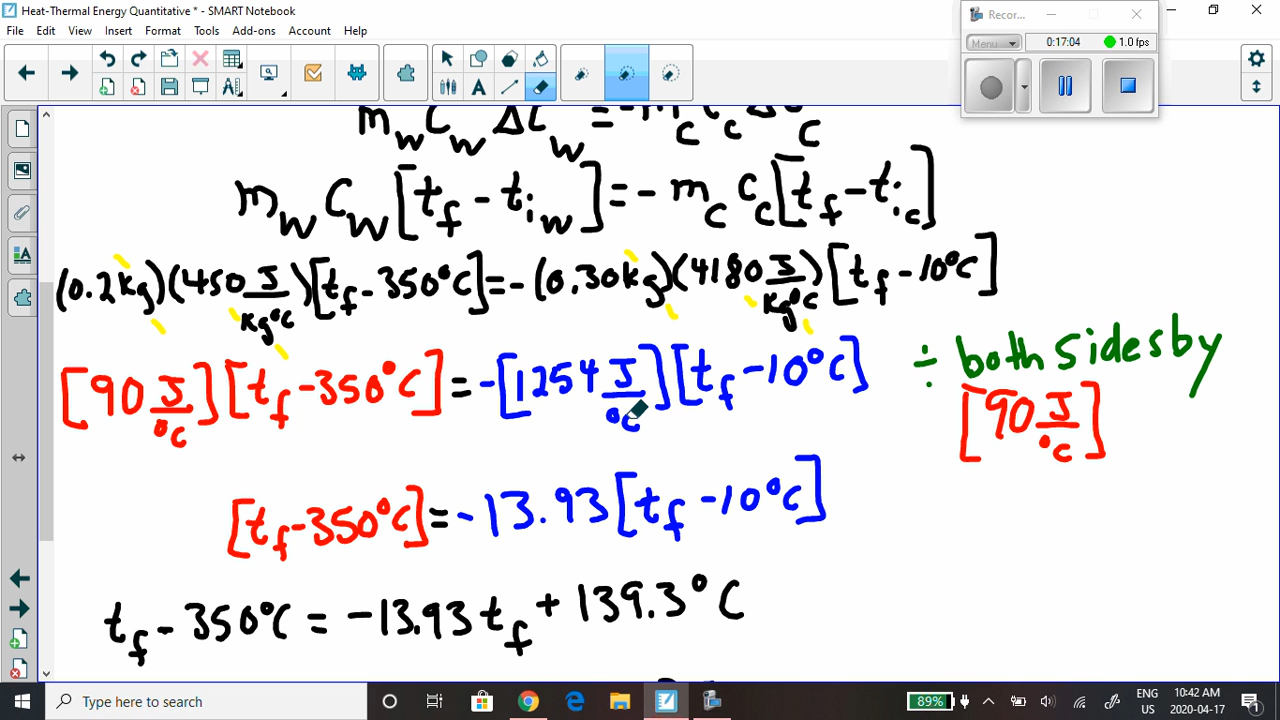 Heat-Thermal Energy Quantitative * - SMART Notebook
Recor...
File Edit View Insert Format Tools Add-ons Account Help
Menu
0:17:04
1.0 fps
m_w C_w [t_f - t_iw] = - m_c C_c [t_f - t_ic]
(0.2kg)(450 J/kg°C)[t_f - 350°C] = -(0.30kg)(4180 J/kg°C)[t_f - 10°C]
[90 J/°C][t_f - 350°C] = -[1254 J/°C][t_f - 10°C]
÷ both sides by
[90 J/°C]
[t_f - 350°C] = -13.93[t_f - 10°C]
t_f - 350°C = -13.93t_f + 139.3°C
Type here to search
89%
ENG
US
10:42 AM
2020-04-17